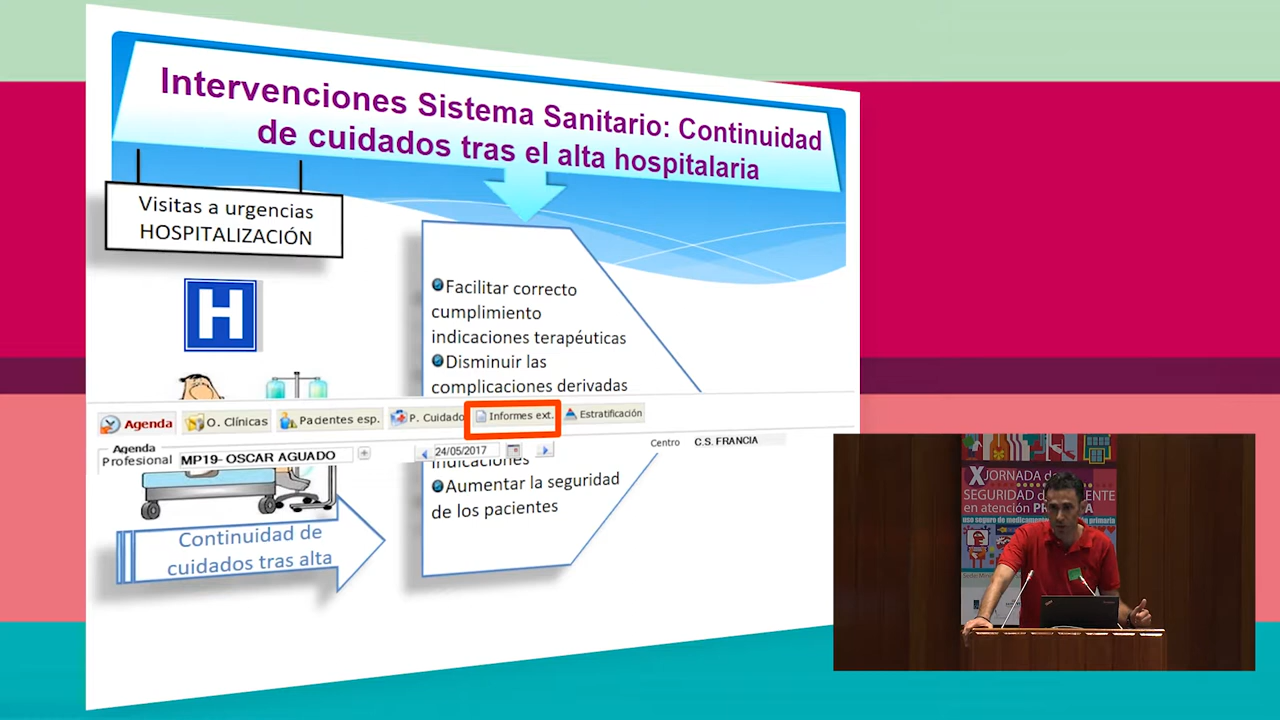 Intervenciones Sistema Sanitario: Continuidad
de cuidados tras el alta hospitalaria
Visitas a urgencias
HOSPITALIZACIÓN
H
Facilitar correcto
cumplimiento
indicaciones terapéuticas
Disminuir las
complicaciones derivadas
Agenda
O. Clínicas
Pacientes esp.
P. Cuidado
Informes ext.
Estratificación
Agenda
Profesional MP19- OSCAR AGUADO
24/05/2017
Centro C.S. FRANCIA
indicaciones
Aumentar la seguridad
de los pacientes
Continuidad de
cuidados tras alta
X JORNADA de
SEGURIDAD
en atención